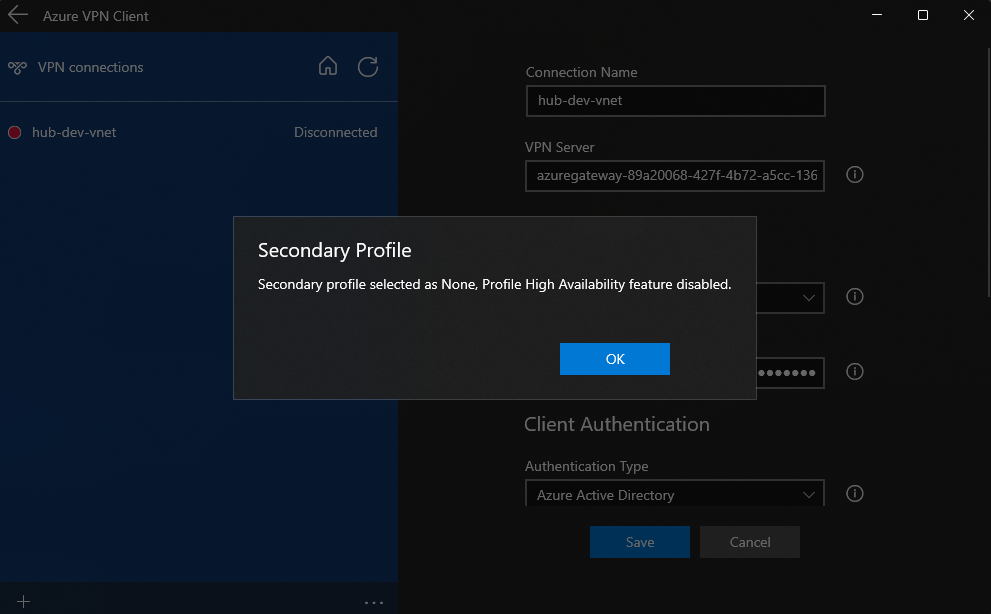 Azure VPN Client
VPN connections
hub-dev-vnet
Disconnected
Connection Name
hub-dev-vnet
VPN Server
azuregateway-89a20068-427f-4b72-a5cc-136
Secondary Profile
Secondary profile selected as None, Profile High Availability feature disabled.
OK
Client Authentication
Authentication Type
Azure Active Directory
Save
Cancel